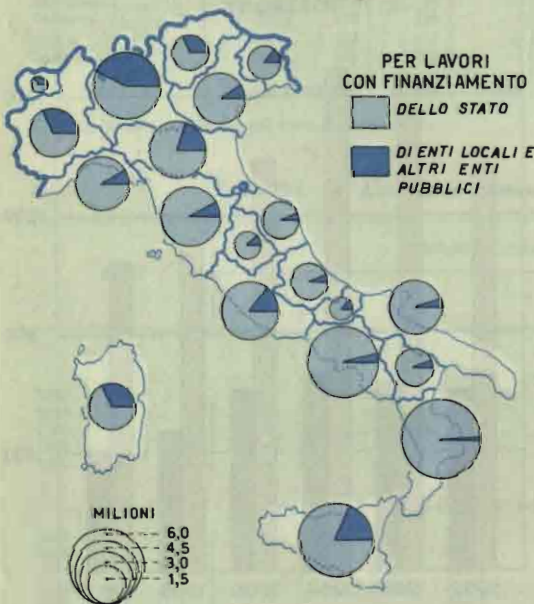 PER LAVORI
CON FINANZIAMENTO
DELLO STATO
DI ENTI LOCALI E
ALTRI ENTI
PUBBLICI
MILIONI
6,0
4,5
3,0
1,5